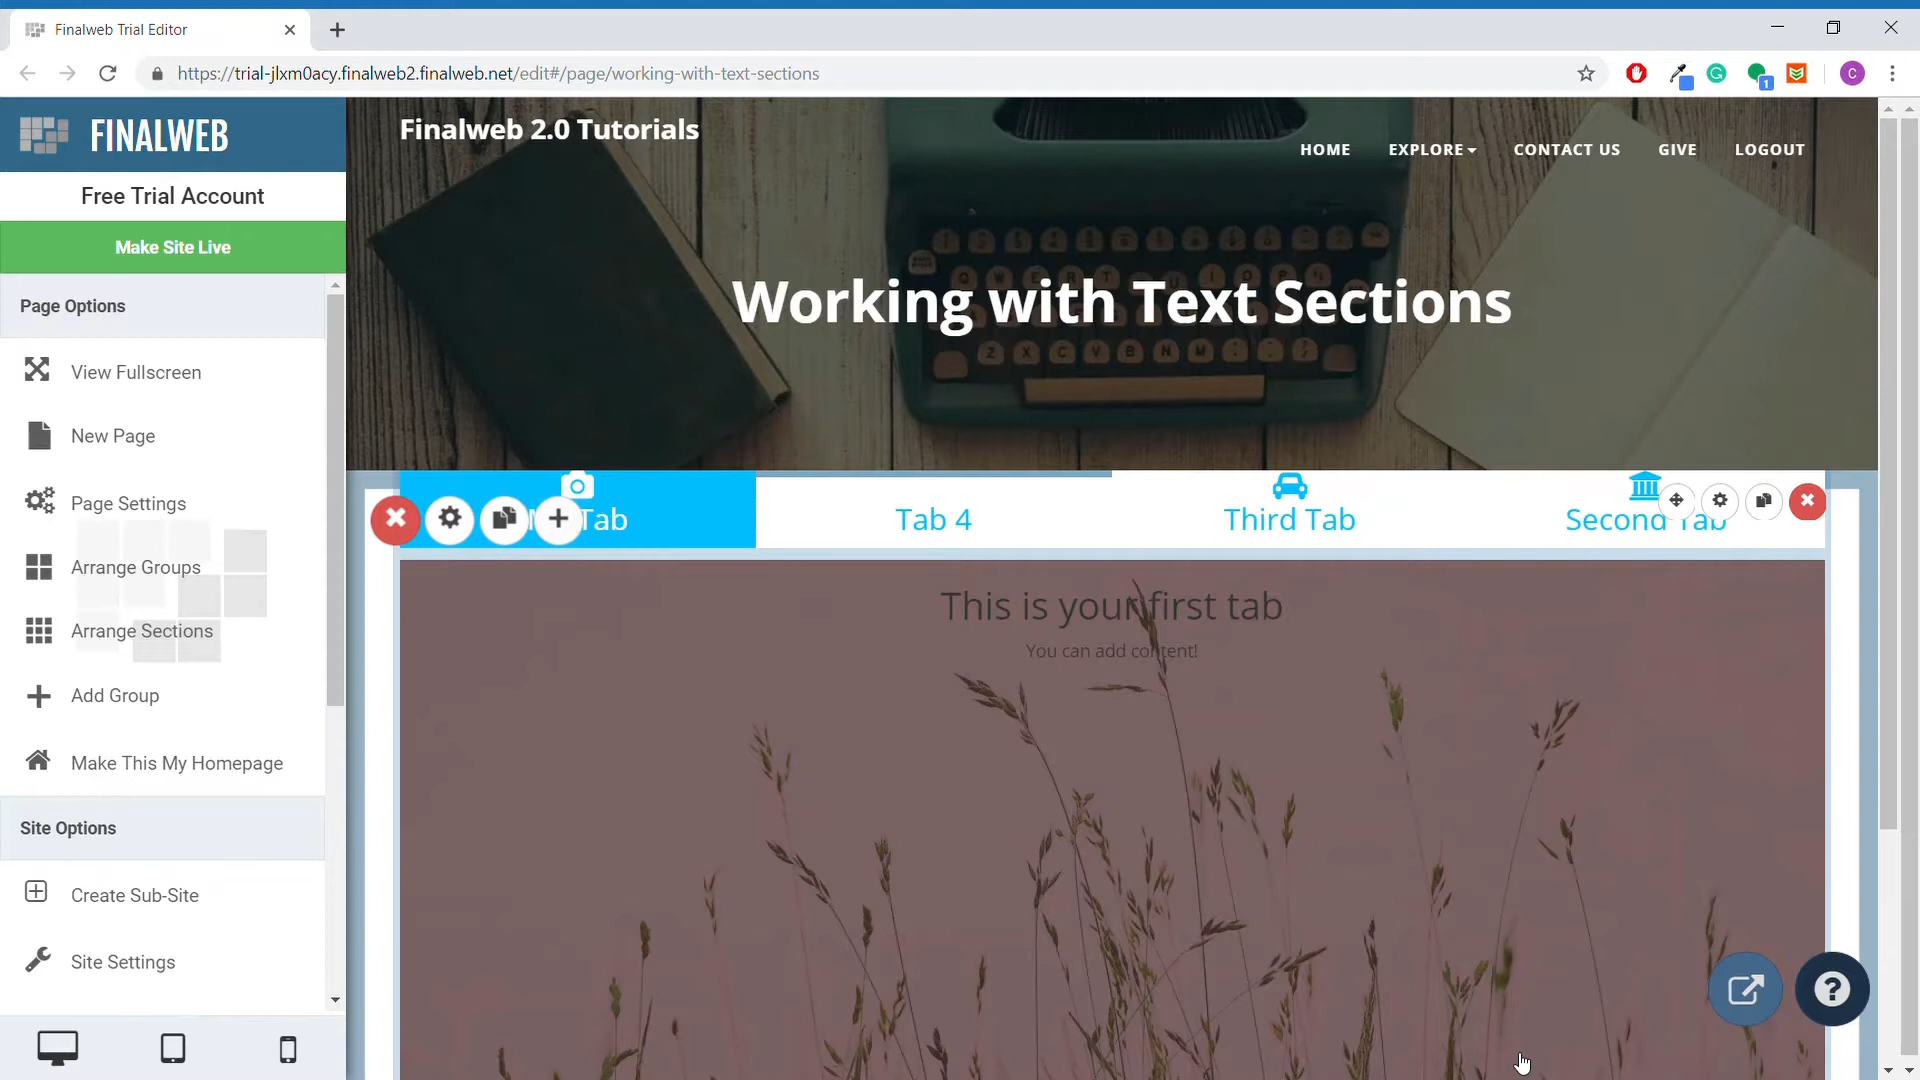 Finalweb Trial Editor
https://trial-jlxm0acy.finalweb2.finalweb.net/edit#/page/working-with-text-sections
1
C
FINALWEB
Free Trial Account
Make Site Live
Page Options
View Fullscreen
New Page
Page Settings
Arrange Groups
Arrange Sections
Add Group
Make This My Homepage
Site Options
Create Sub-Site
Site Settings
Finalweb 2.0 Tutorials
HOME
EXPLORE
CONTACT US
GIVE
LOGOUT
Working with Text Sections
Tab
Tab 4
Third Tab
Second Tab
This is your first tab
You can add content!